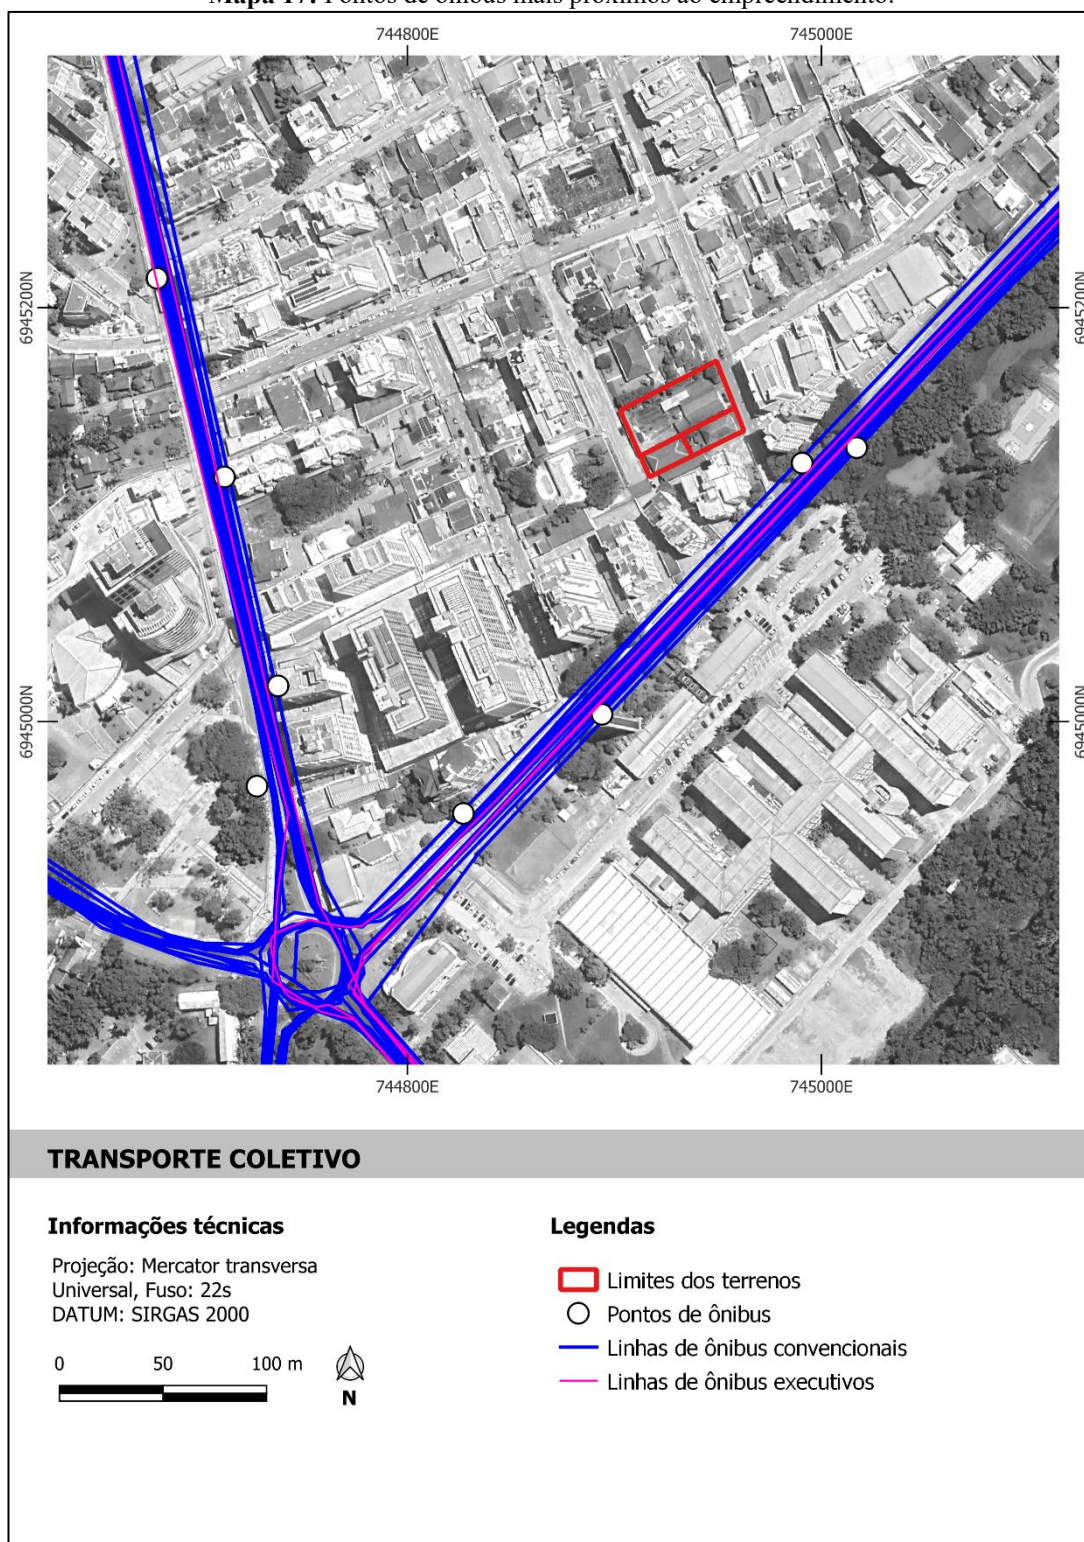 Mapa 17. Pontos de ônibus mais próximos ao empreendimento.
744800E 745000E
6945200N 6945200N
6945000N 6945000N
744800E 745000E
TRANSPORTE COLETIVO
Informações técnicas
Projeção: Mercator transversa
Universal, Fuso: 22s
DATUM: SIRGAS 2000
0 50 100 m
N
Legendas
Limites dos terrenos
Pontos de ônibus
Linhas de ônibus convencionais
Linhas de ônibus executivos